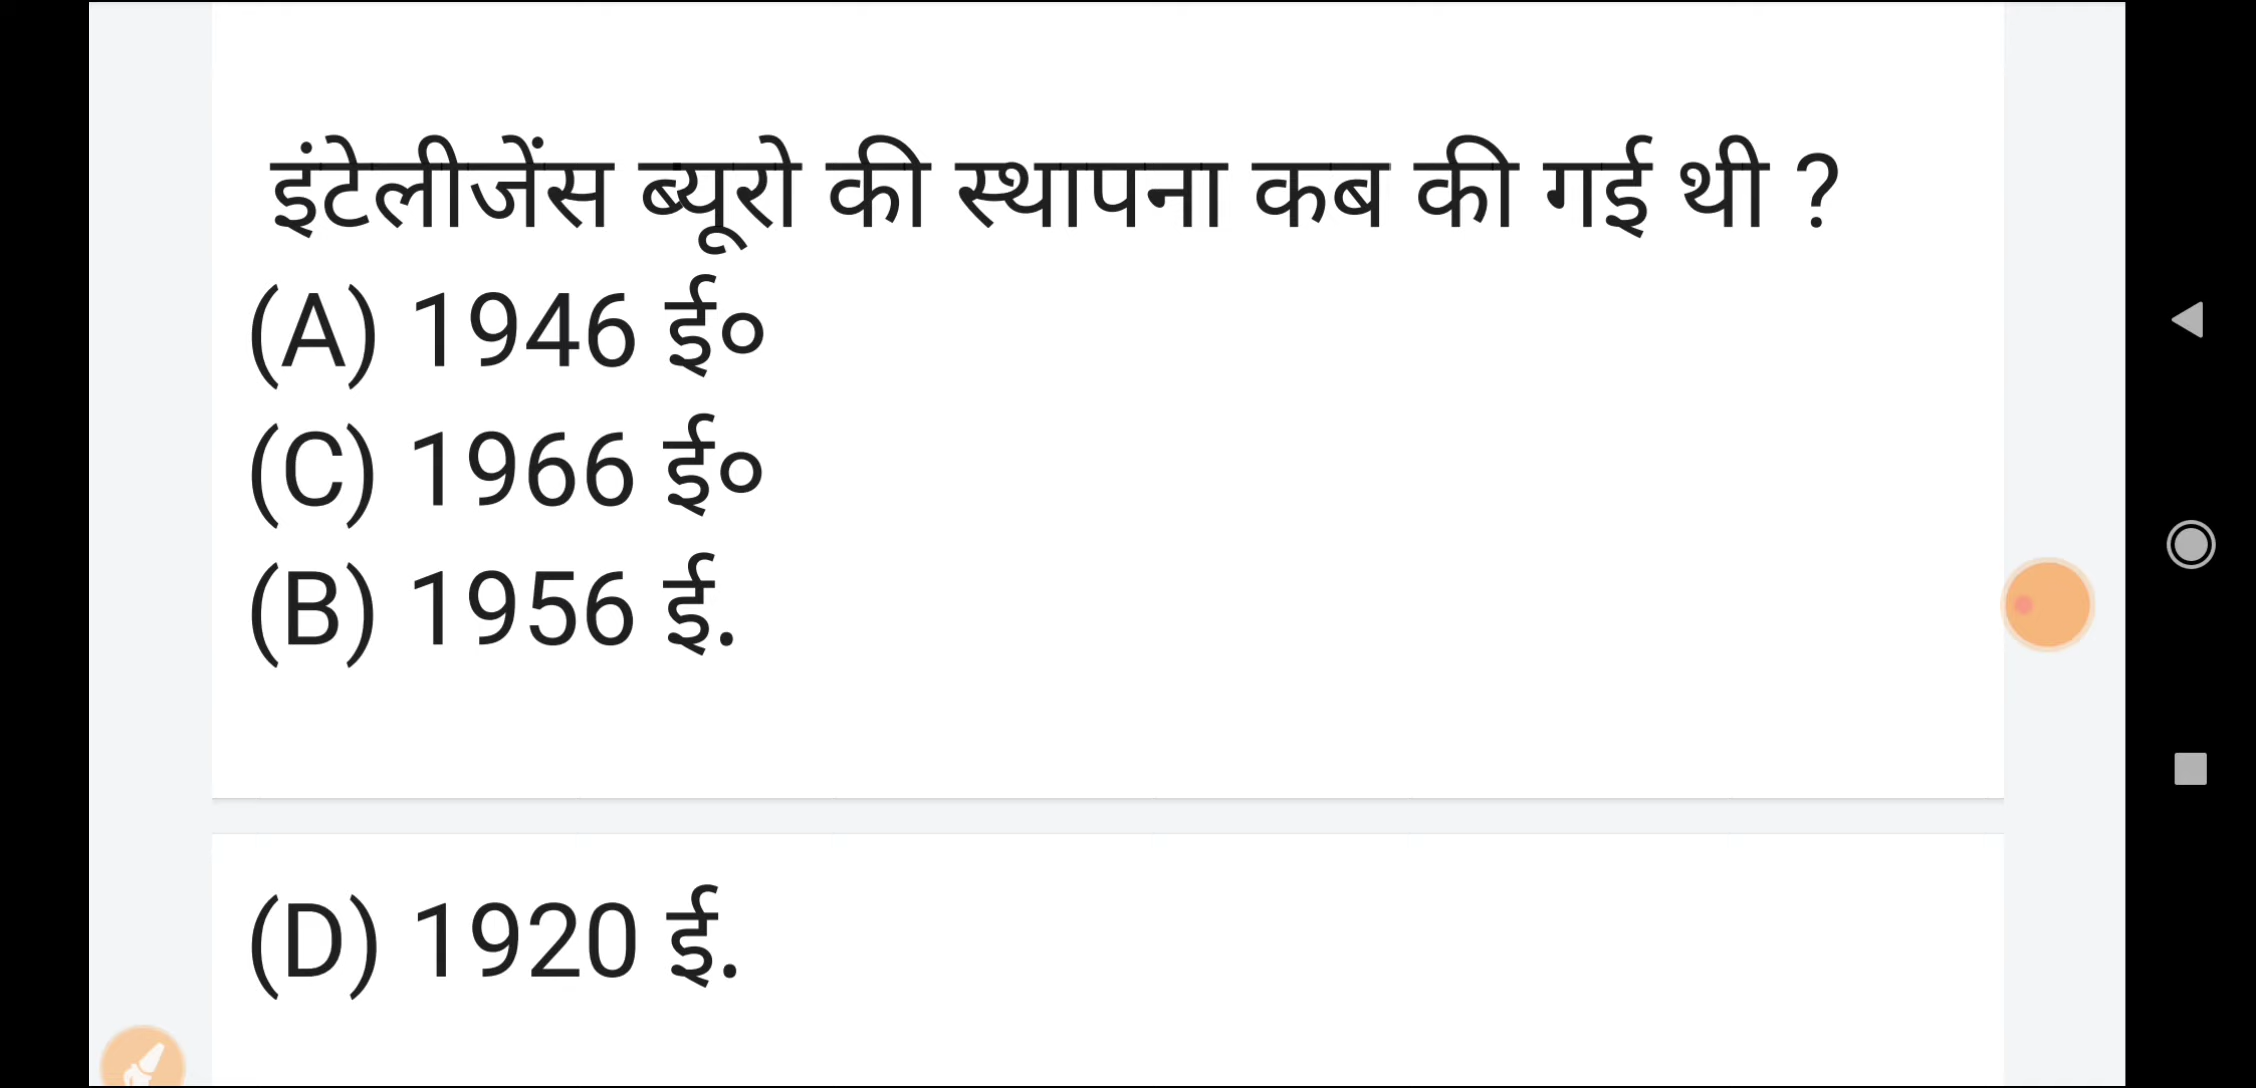 इंटेलीजेंस ब्यूरो की स्थापना कब की गई थी ?
(A) 1946 ई०
(C) 1966 ई०
(B) 1956 ई.
(D) 1920 ई.